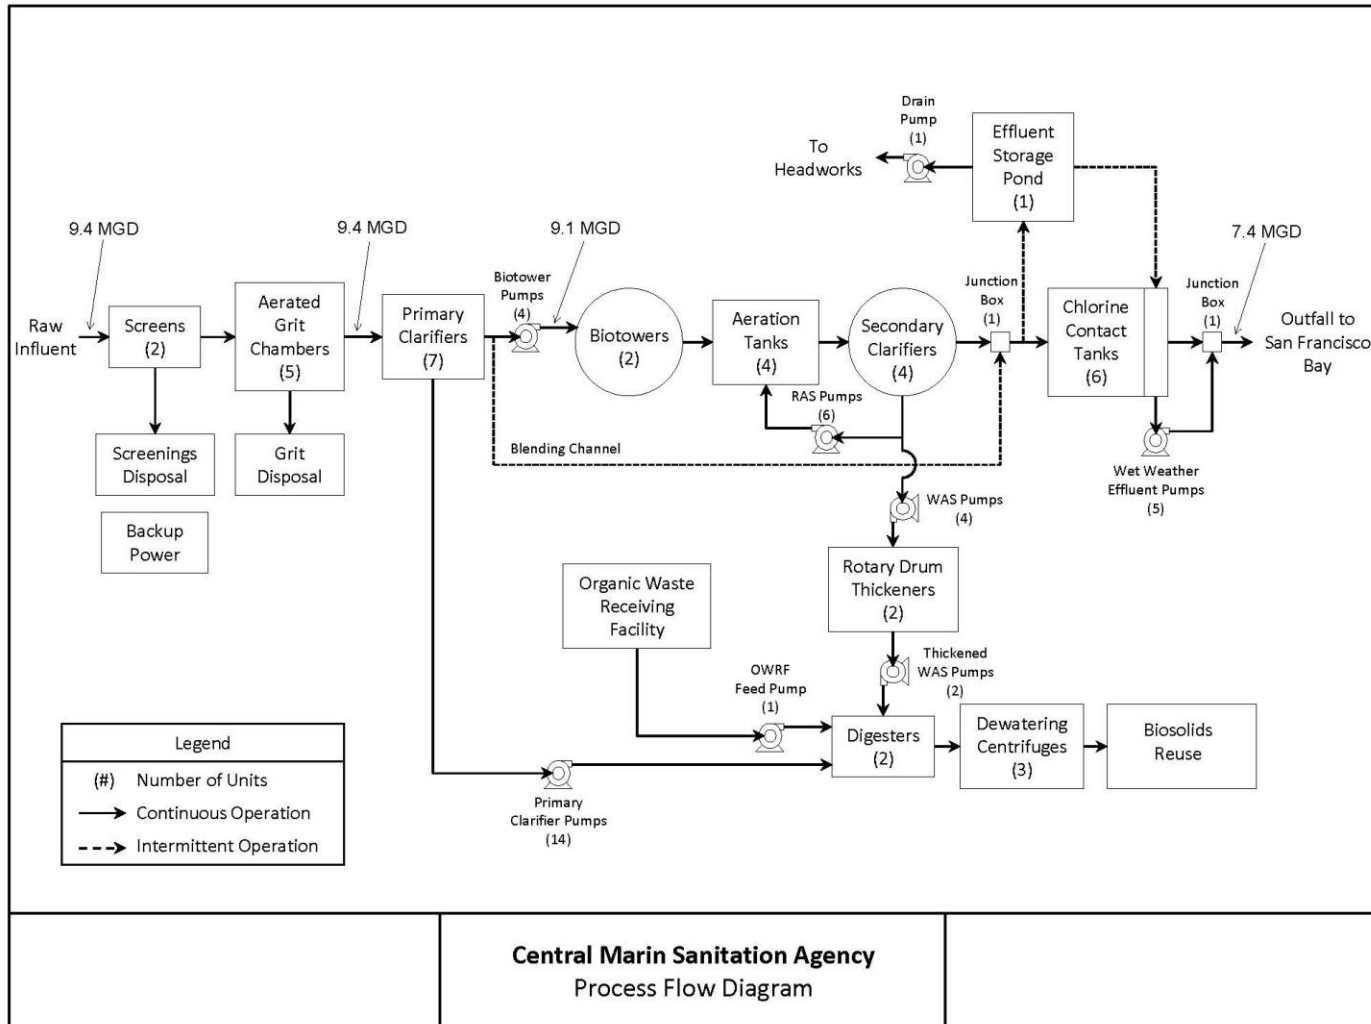 9.4 MGD
9.4 MGD
9.1 MGD
7.4 MGD
Raw
Influent
Screens
(2)
Aerated
Grit
Chambers
(5)
Primary
Clarifiers
(7)
Biotower
Pumps
(4)
Biotowers
(2)
Aeration
Tanks
(4)
Secondary
Clarifiers
(4)
Junction
Box
(1)
Chlorine
Contact
Tanks
(6)
Junction
Box
(1)
Outfall to
San Francisco
Bay
To
Headworks
Drain
Pump
(1)
Effluent
Storage
Pond
(1)
RAS Pumps
(6)
Blending Channel
Wet Weather
Effluent Pumps
(5)
Screenings
Disposal
Grit
Disposal
Backup
Power
WAS Pumps
(4)
Rotary Drum
Thickeners
(2)
Organic Waste
Receiving
Facility
Thickened
WAS Pumps
(2)
OWRF
Feed Pump
(1)
Digesters
(2)
Dewatering
Centrifuges
(3)
Biosolids
Reuse
Primary
Clarifier Pumps
(14)
Legend
(#) Number of Units
Continuous Operation
Intermittent Operation
Central Marin Sanitation Agency
Process Flow Diagram